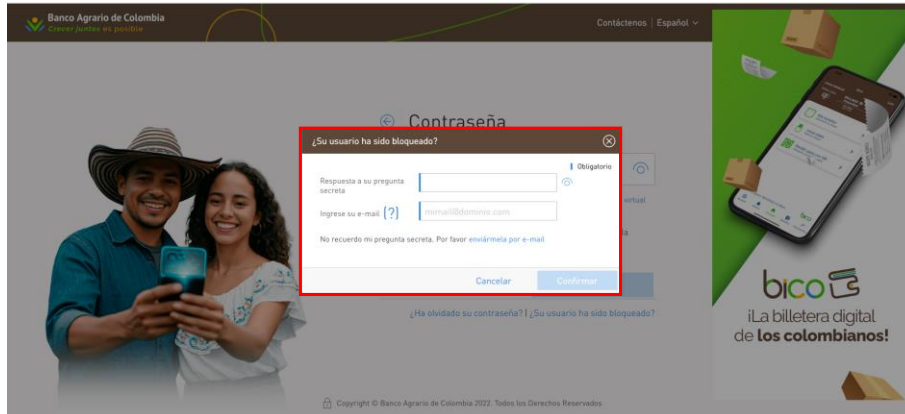 Banco Agrario de Colombia
Crecer juntos es posible
Contáctenos | Español
Contraseña
¿Su usuario ha sido bloqueado?
Obligatorio
Respuesta a su pregunta
secreta
virtual
Ingrese su e-mail [?] mimail@dominio.com
No recuerdo mi pregunta secreta. Por favor enviármela por e-mail
Cancelar Confirmar
¿Ha olvidado su contraseña? | ¿Su usuario ha sido bloqueado?
Copyright © Banco Agrario de Colombia 2022. Todos los Derechos Reservados
bico
¡La billetera digital
de los colombianos!